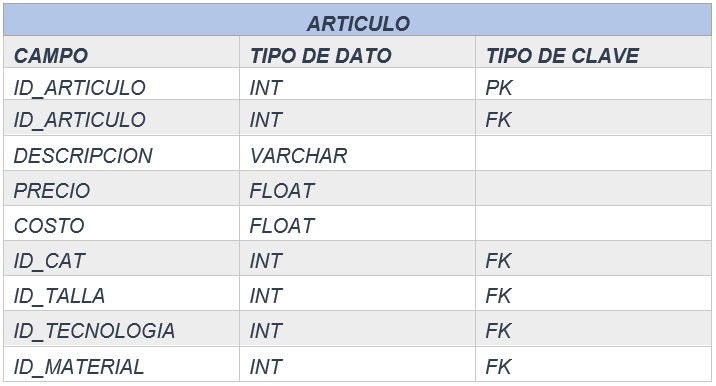 ARTICULO
CAMPO TIPO DE DATO TIPO DE CLAVE
ID_ARTICULO INT PK
ID_ARTICULO INT FK
DESCRIPCION VARCHAR
PRECIO FLOAT
COSTO FLOAT
ID_CAT INT FK
ID_TALLA INT FK
ID_TECNOLOGIA INT FK
ID_MATERIAL INT FK